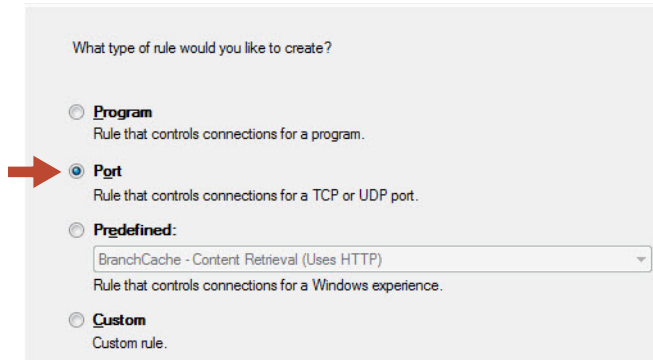 What type of rule would you like to create?
Program
Rule that controls connections for a program.
Port
Rule that controls connections for a TCP or UDP port.
Predefined:
BranchCache - Content Retrieval (Uses HTTP)
Rule that controls connections for a Windows experience.
Custom
Custom rule.